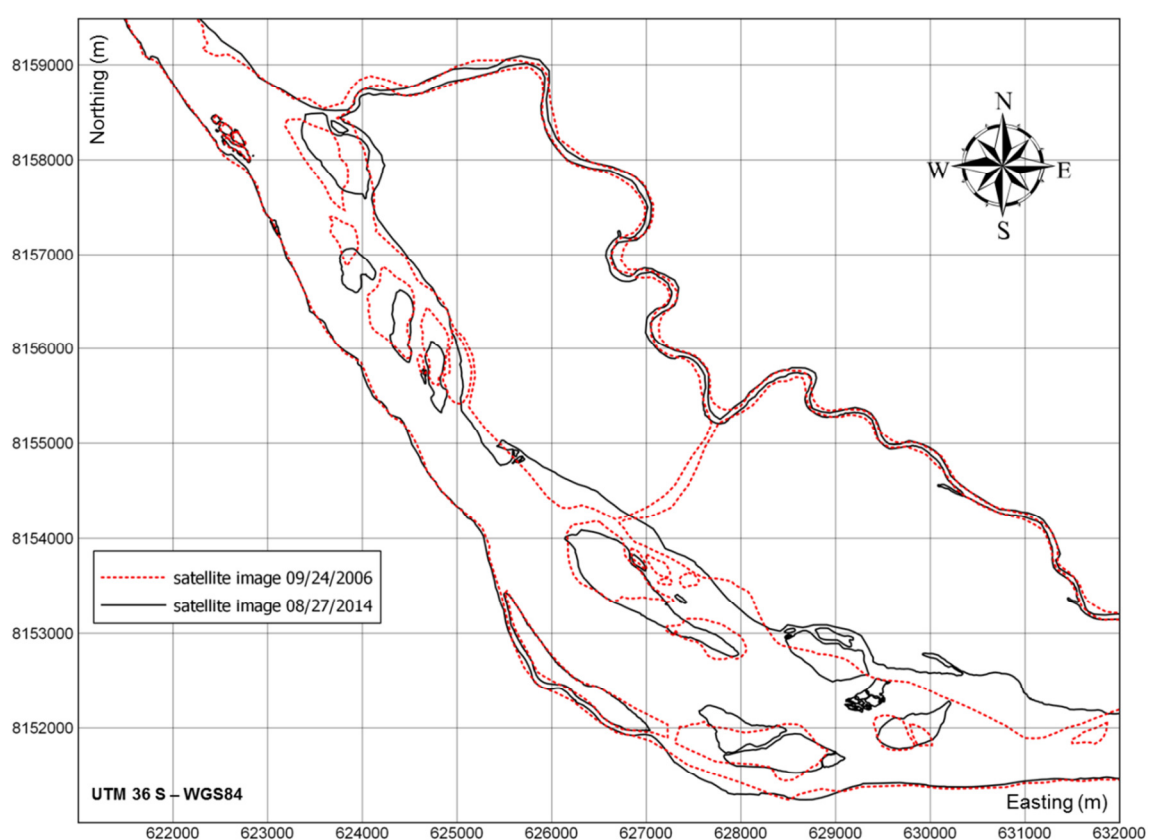 Northing (m)
8159000
8158000
8157000
8156000
8155000
8154000
8153000
8152000
N
W
E
S
satellite image 09/24/2006
satellite image 08/27/2014
UTM 36 S – WGS84
Easting (m)
622000 623000 624000 625000 626000 627000 628000 629000 630000 631000 632000